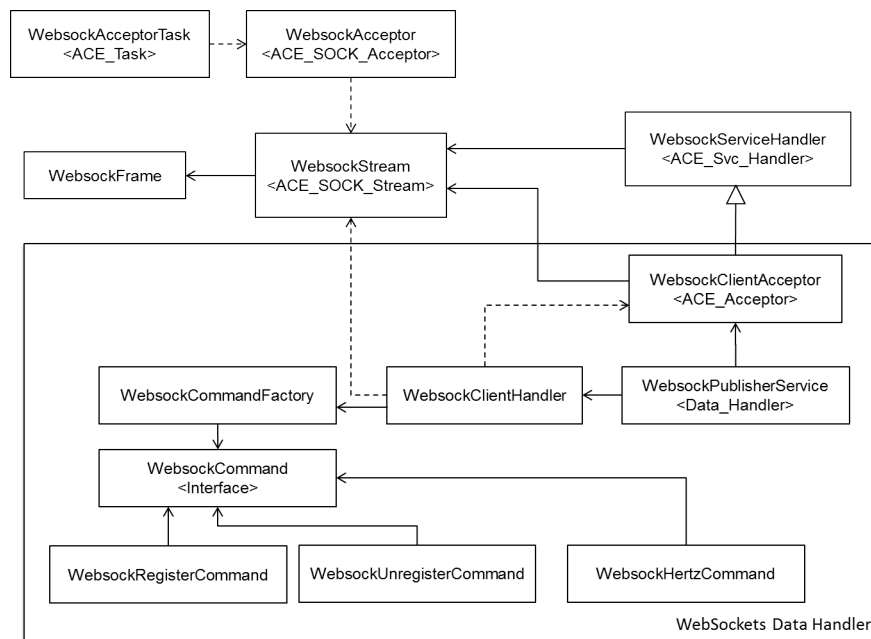 WebsockAcceptorTask
<ACE_Task>
WebsockAcceptor
<ACE_SOCK_Acceptor>
WebsockServiceHandler
<ACE_Svc_Handler>
WebsockStream
<ACE_SOCK_Stream>
WebsockFrame
WebsockClientAcceptor
<ACE_Acceptor>
WebsockCommandFactory
WebsockClientHandler
WebsockPublisherService
<Data_Handler>
WebsockCommand
<Interface>
WebsockRegisterCommand
WebsockUnregisterCommand
WebsockHertzCommand
WebSockets Data Handler